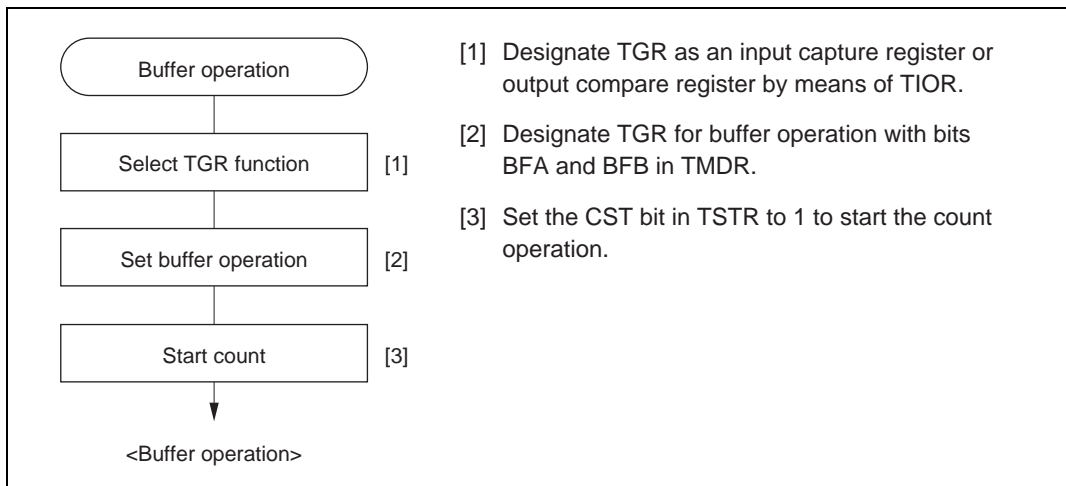 Buffer operation
Select TGR function
[1]
Set buffer operation
[2]
Start count
[3]
<Buffer operation>
[1] Designate TGR as an input capture register or
output compare register by means of TIOR.
[2] Designate TGR for buffer operation with bits
BFA and BFB in TMDR.
[3] Set the CST bit in TSTR to 1 to start the count
operation.